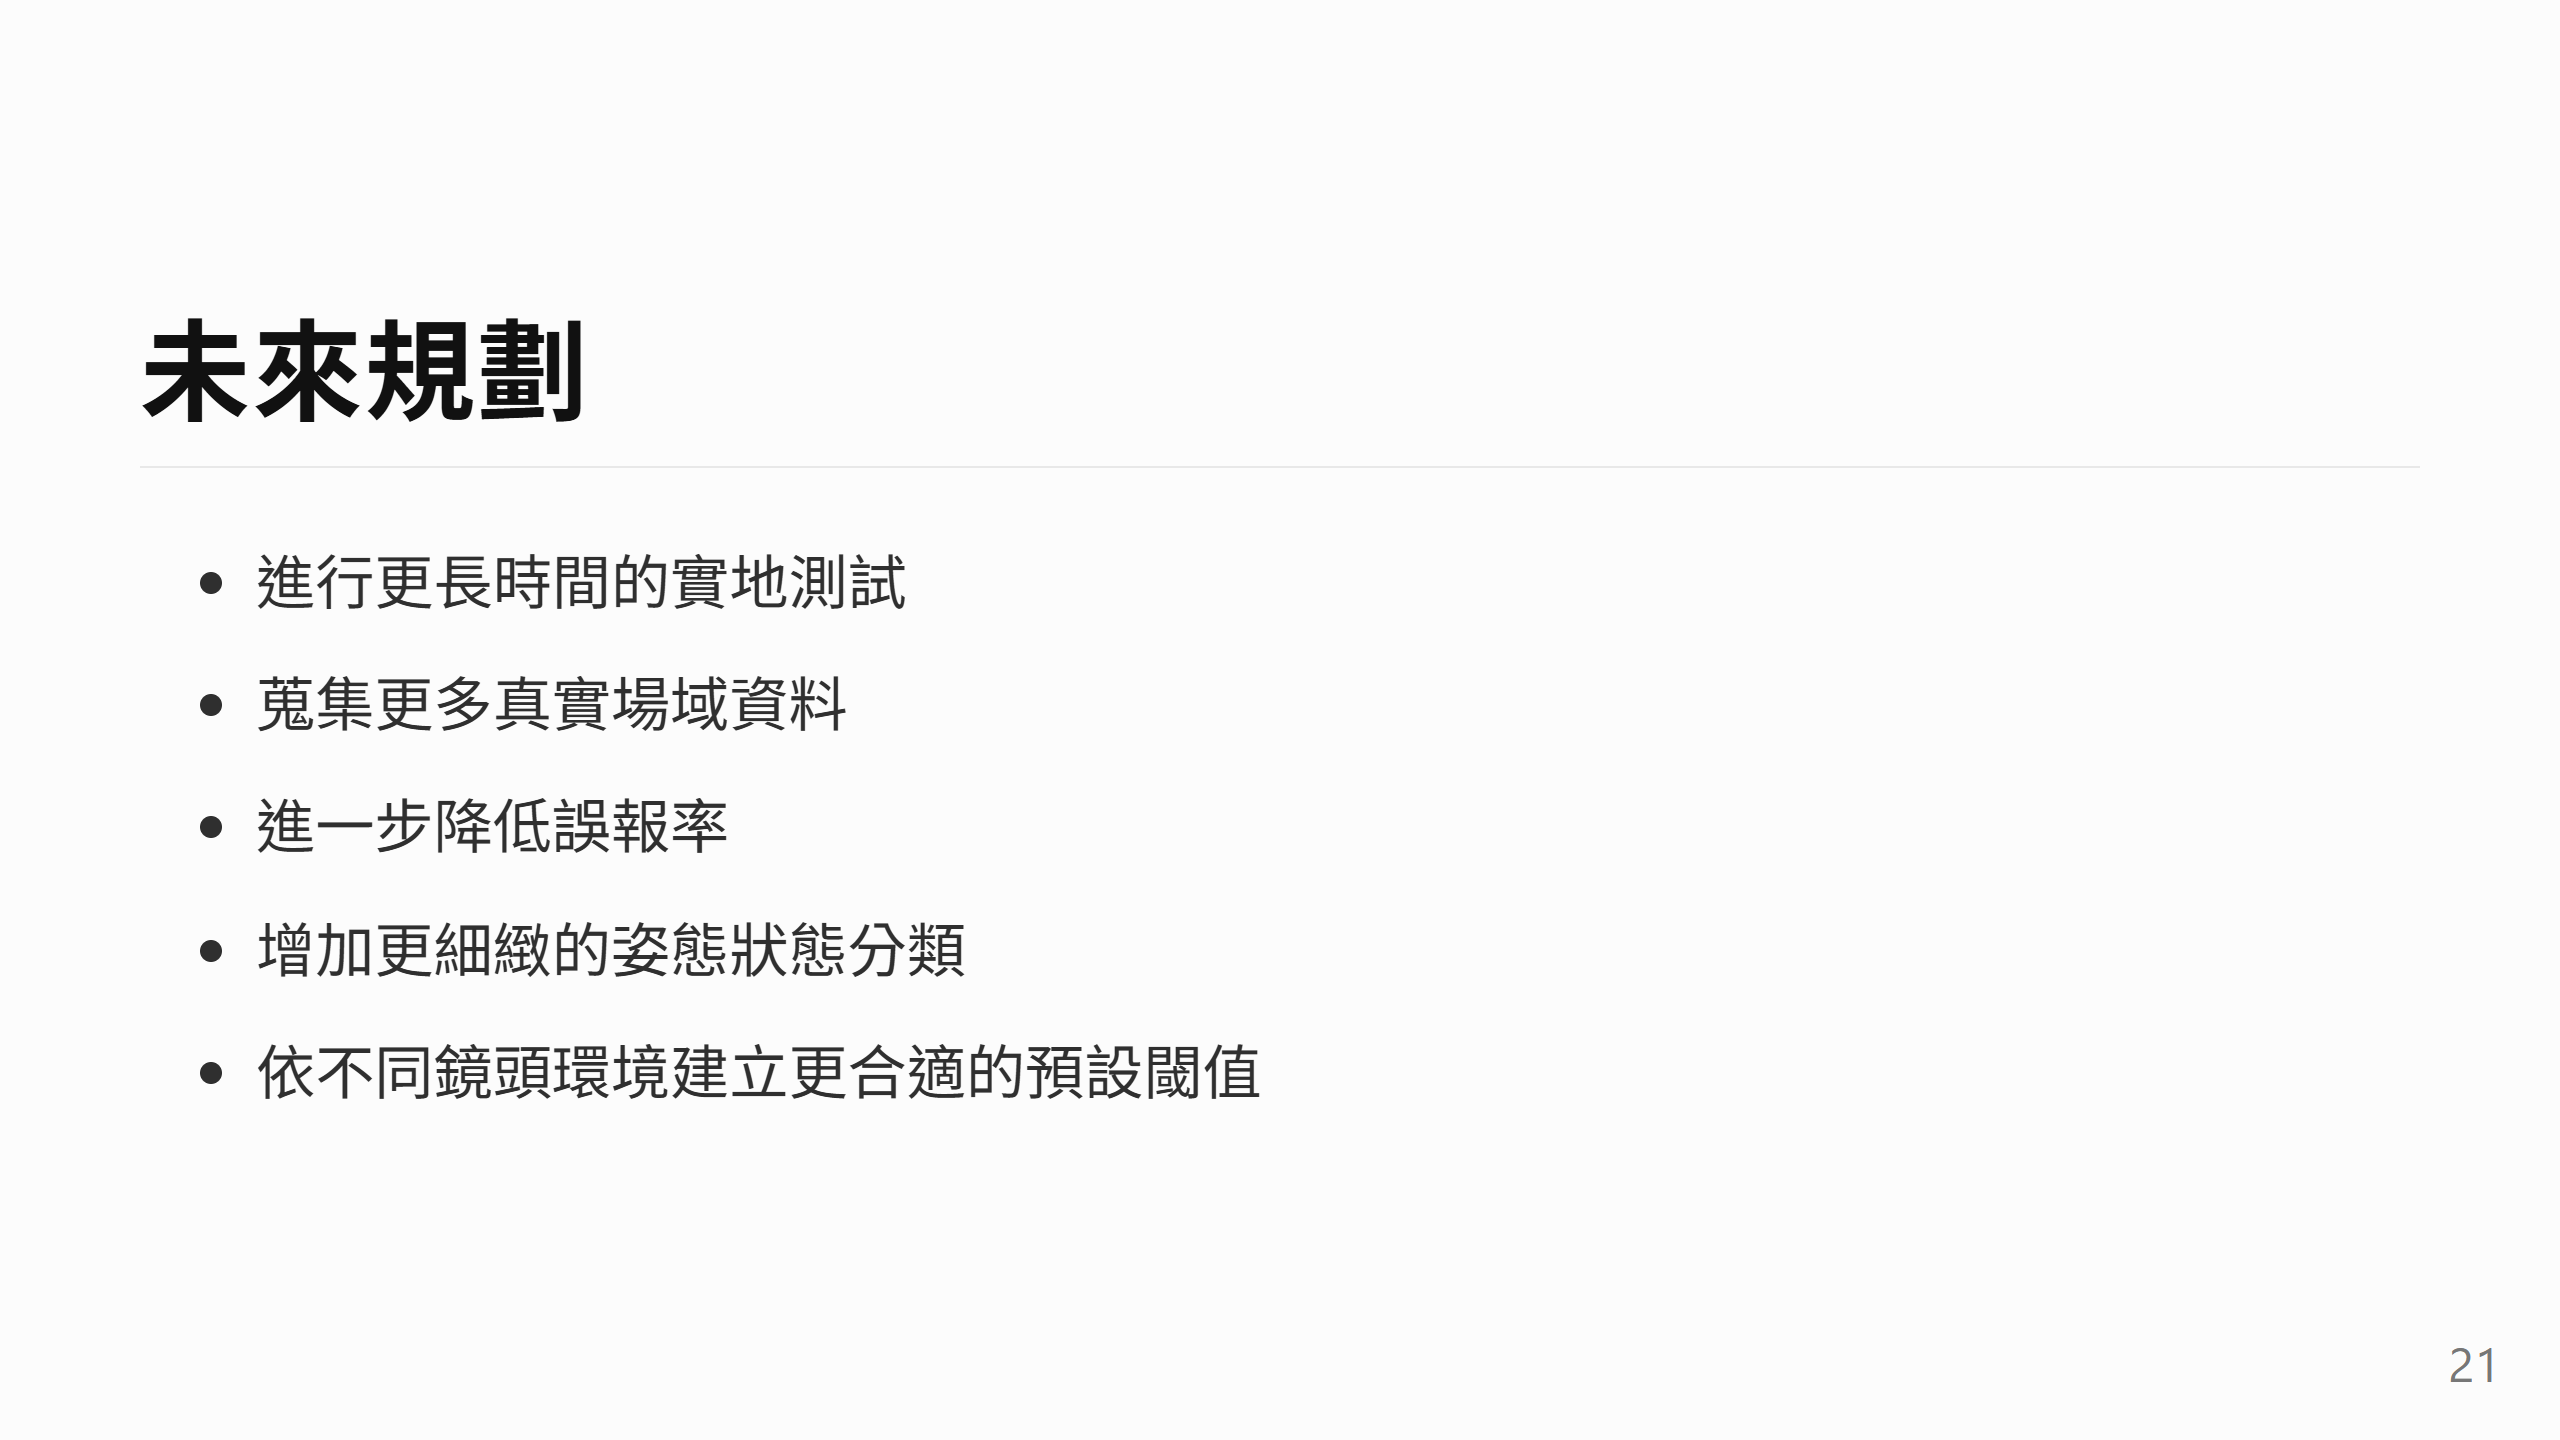 未來規劃
• 進行更長時間的實地測試
• 蒐集更多真實場域資料
• 進一步降低誤報率
• 增加更細緻的姿態狀態分類
• 依不同鏡頭環境建立更合適的預設閾值
21